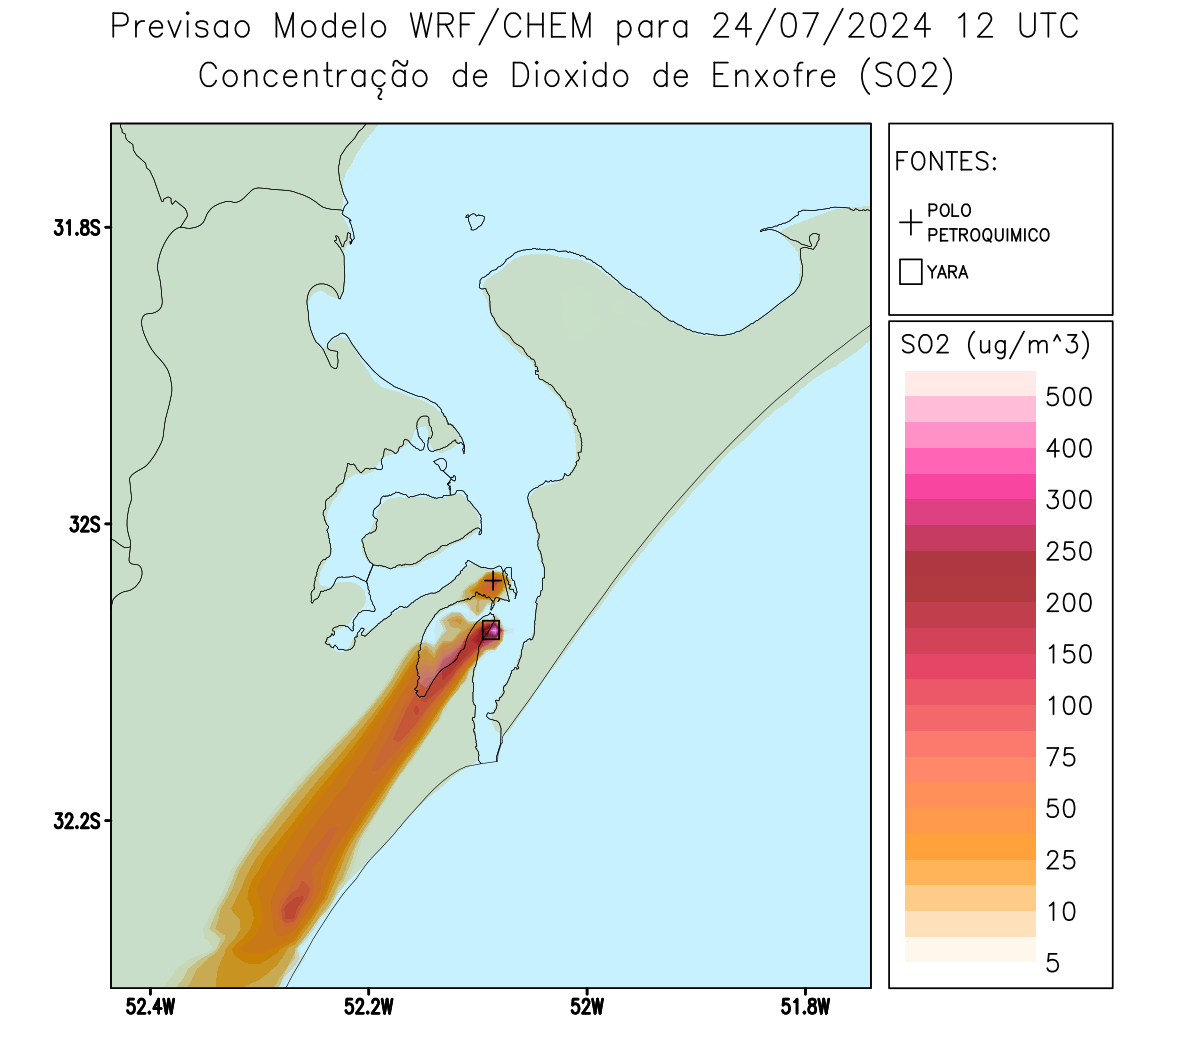 Previsao Modelo WRF/CHEM para 24/07/2024 12 UTC
Concentração de Dioxido de Enxofre (SO2)
FONTES:
POLO
PETROQUIMICO
YARA
31.8S
32S
32.2S
52.4W
52.2W
52W
51.8W
SO2 (ug/m^3)
500
400
300
250
200
150
100
75
50
25
10
5